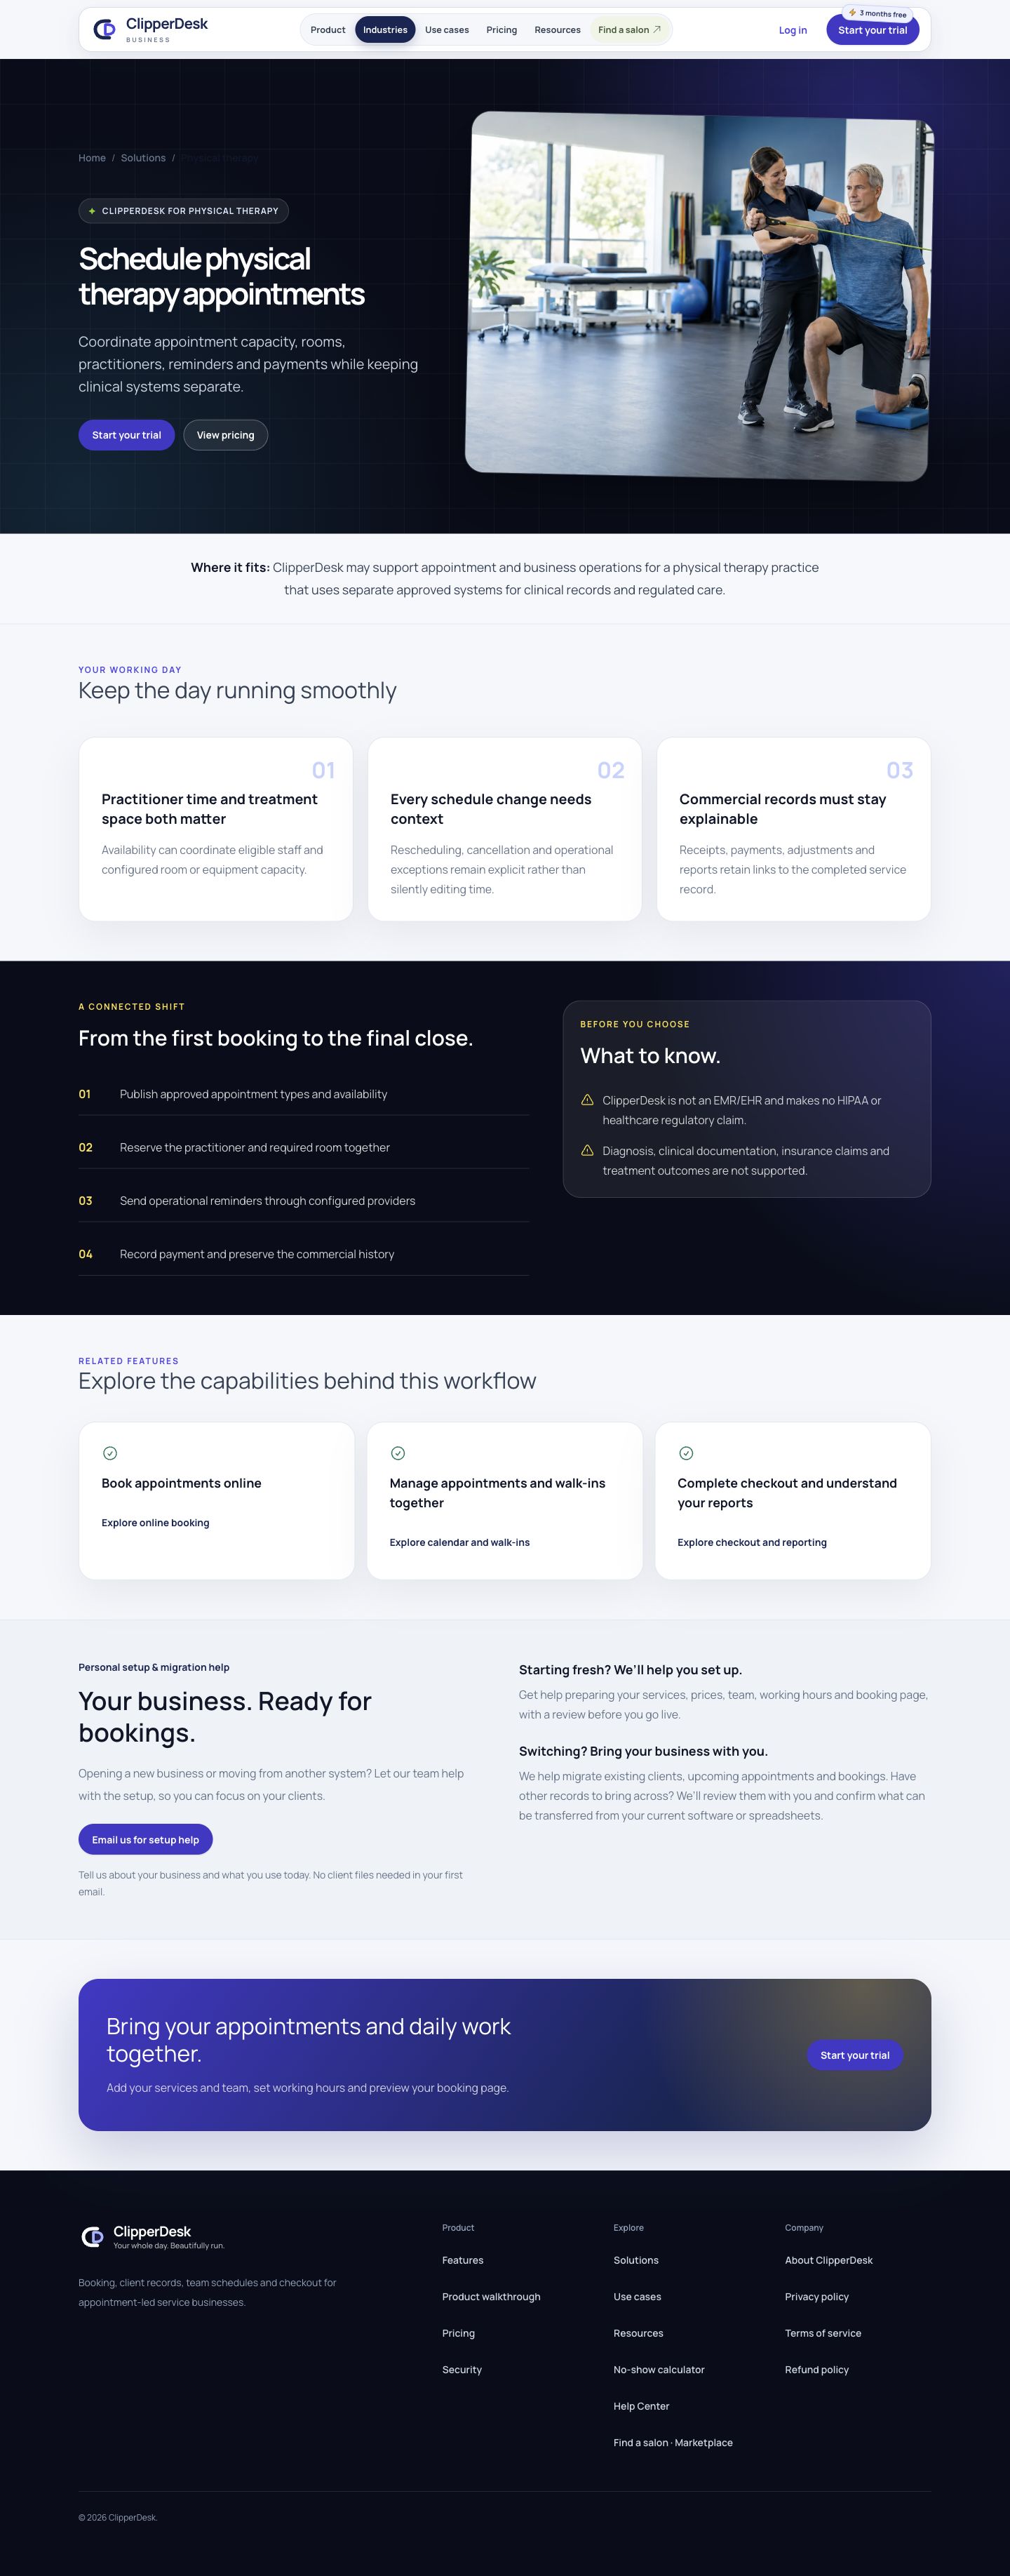 ClipperDesk
BUSINESS
Product
Industries
Use cases
Pricing
Resources
Find a salon
Log in
3 months free
Start your trial
Home / Solutions / Physical therapy
CLIPPERDESK FOR PHYSICAL THERAPY
Schedule physical
therapy appointments
Coordinate appointment capacity, rooms,
practitioners, reminders and payments while keeping
clinical systems separate.
Start your trial
View pricing
Where it fits: ClipperDesk may support appointment and business operations for a physical therapy practice
that uses separate approved systems for clinical records and regulated care.
YOUR WORKING DAY
Keep the day running smoothly
01
Practitioner time and treatment
space both matter
Availability can coordinate eligible staff and
configured room or equipment capacity.
02
Every schedule change needs
context
Rescheduling, cancellation and operational
exceptions remain explicit rather than
silently editing time.
03
Commercial records must stay
explainable
Receipts, payments, adjustments and
reports retain links to the completed service
record.
A CONNECTED SHIFT
From the first booking to the final close.
01 Publish approved appointment types and availability
02 Reserve the practitioner and required room together
03 Send operational reminders through configured providers
04 Record payment and preserve the commercial history
BEFORE YOU CHOOSE
What to know.
ClipperDesk is not an EMR/EHR and makes no HIPAA or
healthcare regulatory claim.
Diagnosis, clinical documentation, insurance claims and
treatment outcomes are not supported.
RELATED FEATURES
Explore the capabilities behind this workflow
Book appointments online
Explore online booking
Manage appointments and walk-ins
together
Explore calendar and walk-ins
Complete checkout and understand
your reports
Explore checkout and reporting
Personal setup & migration help
Your business. Ready for
bookings.
Opening a new business or moving from another system? Let our team help
with the setup, so you can focus on your clients.
Email us for setup help
Tell us about your business and what you use today. No client files needed in your first
email.
Starting fresh? We'll help you set up.
Get help preparing your services, prices, team, working hours and booking page,
with a review before you go live.
Switching? Bring your business with you.
We help migrate existing clients, upcoming appointments and bookings. Have
other records to bring across? We'll review them with you and confirm what can
be transferred from your current software or spreadsheets.
Bring your appointments and daily work
together.
Add your services and team, set working hours and preview your booking page.
Start your trial
ClipperDesk
Your whole day. Beautifully run.
Booking, client records, team schedules and checkout for
appointment-led service businesses.
Product
Features
Product walkthrough
Pricing
Security
Explore
Solutions
Use cases
Resources
No-show calculator
Help Center
Find a salon · Marketplace
Company
About ClipperDesk
Privacy policy
Terms of service
Refund policy
© 2026 ClipperDesk.